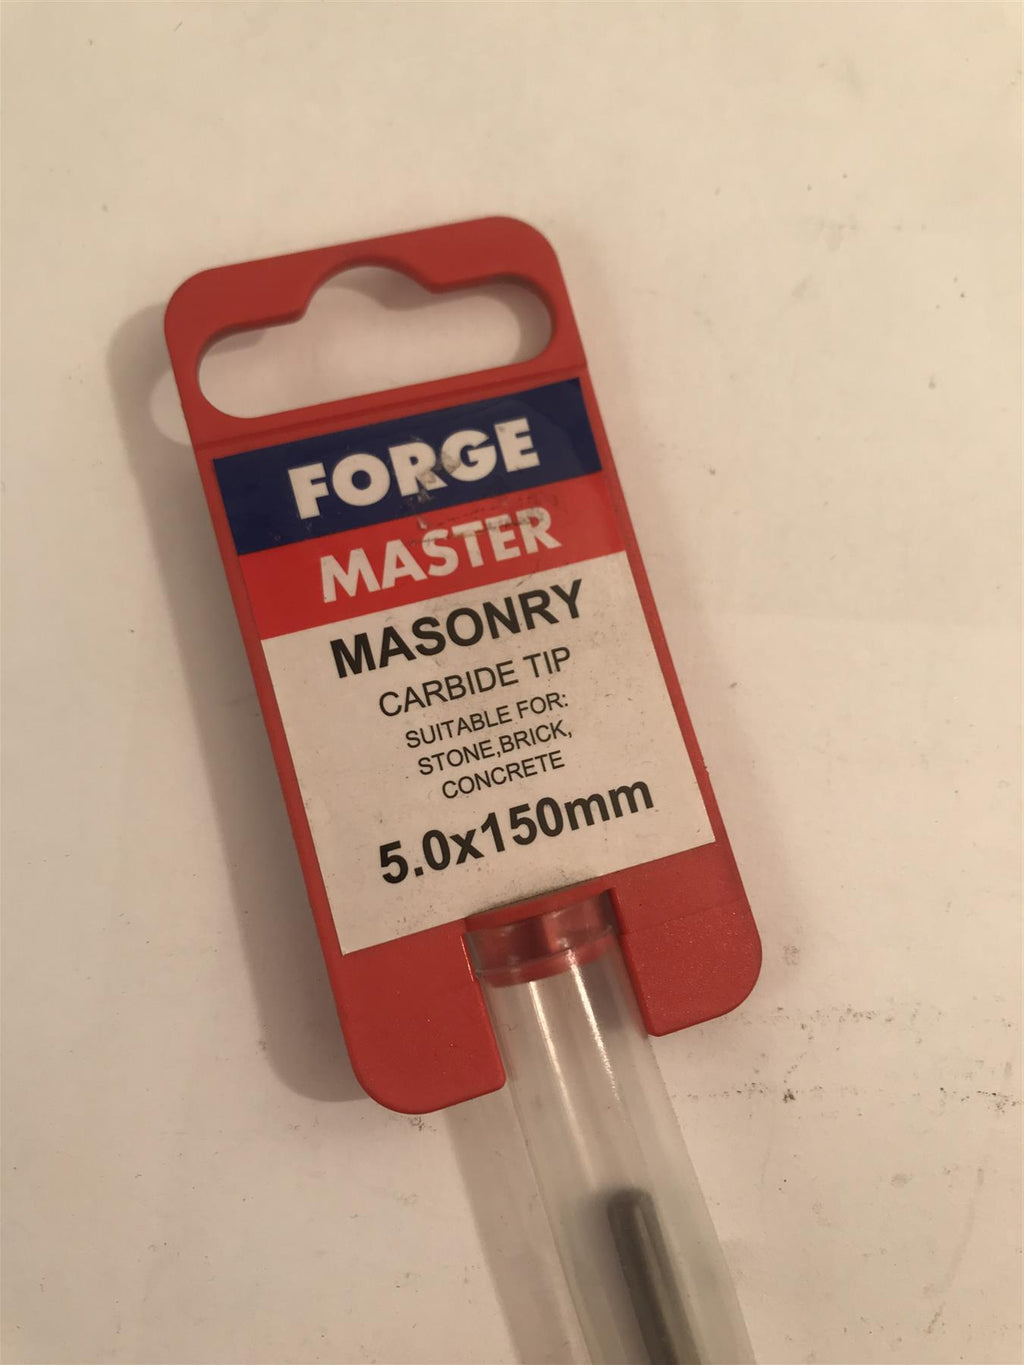 FORGE
MASTER
MASONRY
CARBIDE TIP
SUITABLE FOR:
STONE,BRICK,
CONCRETE
5.0x150mm